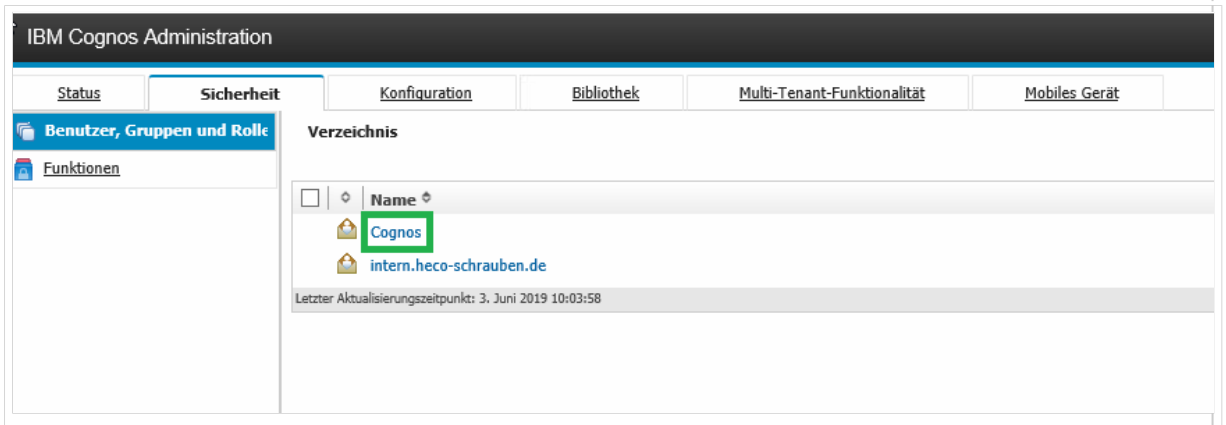 IBM Cognos Administration
Status Sicherheit Konfiguration Bibliothek Multi-Tenant-Funktionalität Mobiles Gerät
Benutzer, Gruppen und Rolle
Verzeichnis
Funktionen
Name
Cognos
intern.heco-schrauben.de
Letzter Aktualisierungszeitpunkt: 3. Juni 2019 10:03:58